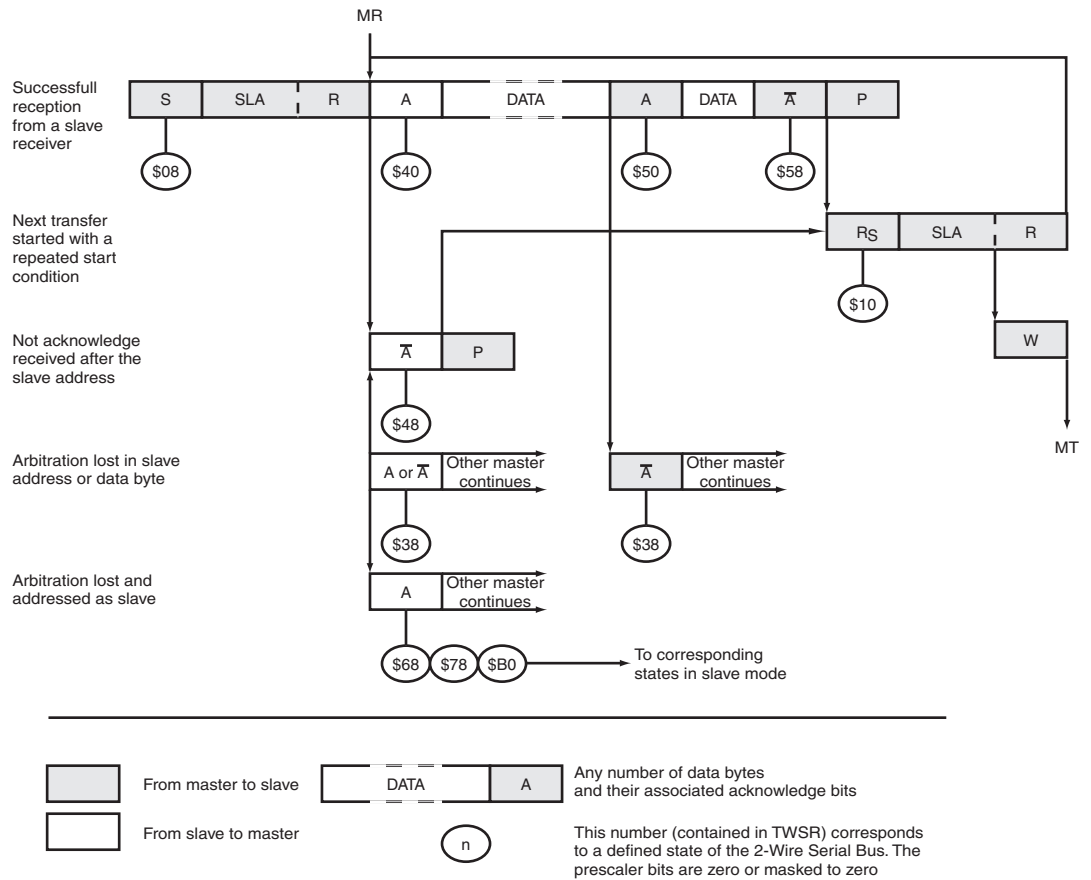 MR
Successfull
reception
from a slave
receiver
S SLA R A DATA A DATA A̅ P
$08 $40 $50 $58
Next transfer
started with a
repeated start
condition
RS SLA R
$10
Not acknowledge
received after the
slave address
A̅ P
W
$48
MT
Arbitration lost in slave
address or data byte
A or A̅
Other master
continues
A̅
Other master
continues
$38 $38
Arbitration lost and
addressed as slave
A
Other master
continues
$68 $78 $B0
To corresponding
states in slave mode
From master to slave
DATA A
Any number of data bytes
and their associated acknowledge bits
From slave to master
n
This number (contained in TWSR) corresponds
to a defined state of the 2-Wire Serial Bus. The
prescaler bits are zero or masked to zero